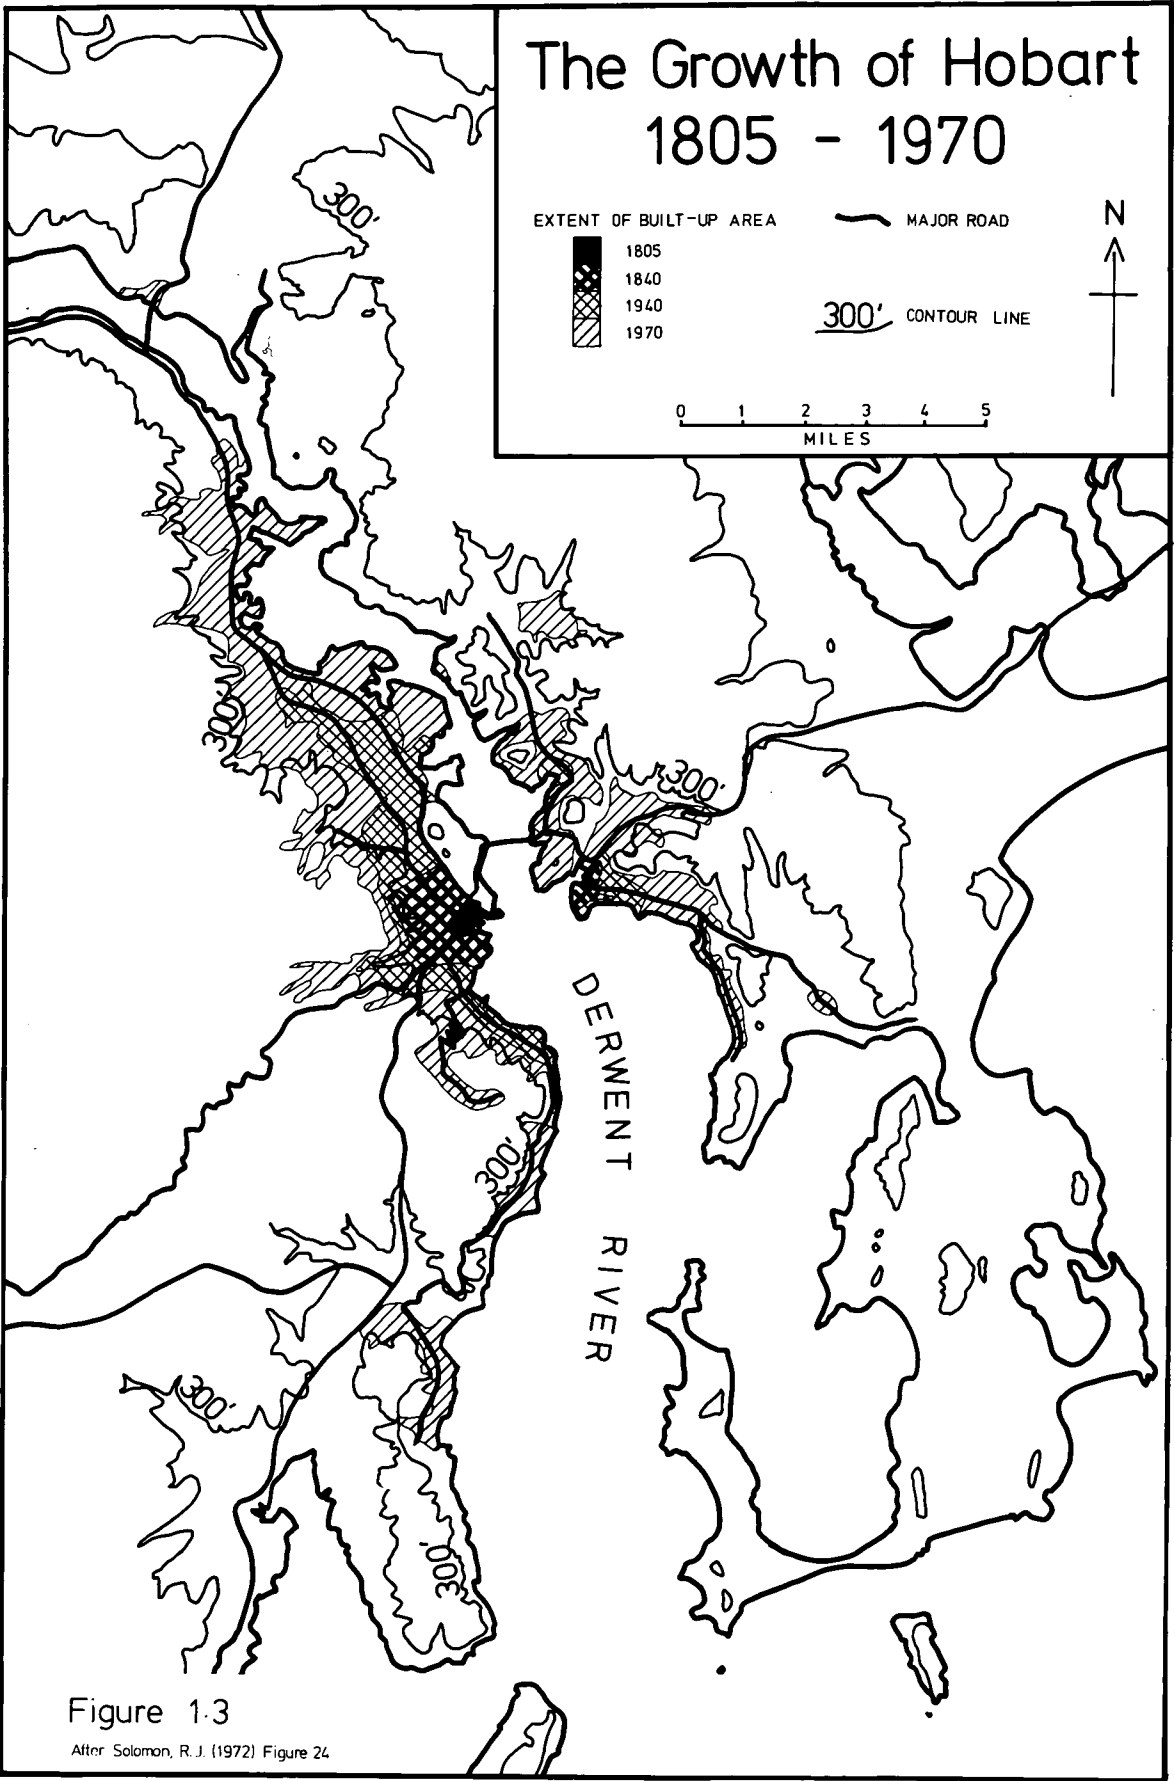 The Growth of Hobart
1805 - 1970
EXTENT OF BUILT-UP AREA
1805
1840
1940
1970
MAJOR ROAD
300' CONTOUR LINE
N
0 1 2 3 4 5
MILES
300'
300'
300'
DERWENT RIVER
300'
300'
300'
Figure 1.3
After Solomon, R.J. (1972) Figure 24